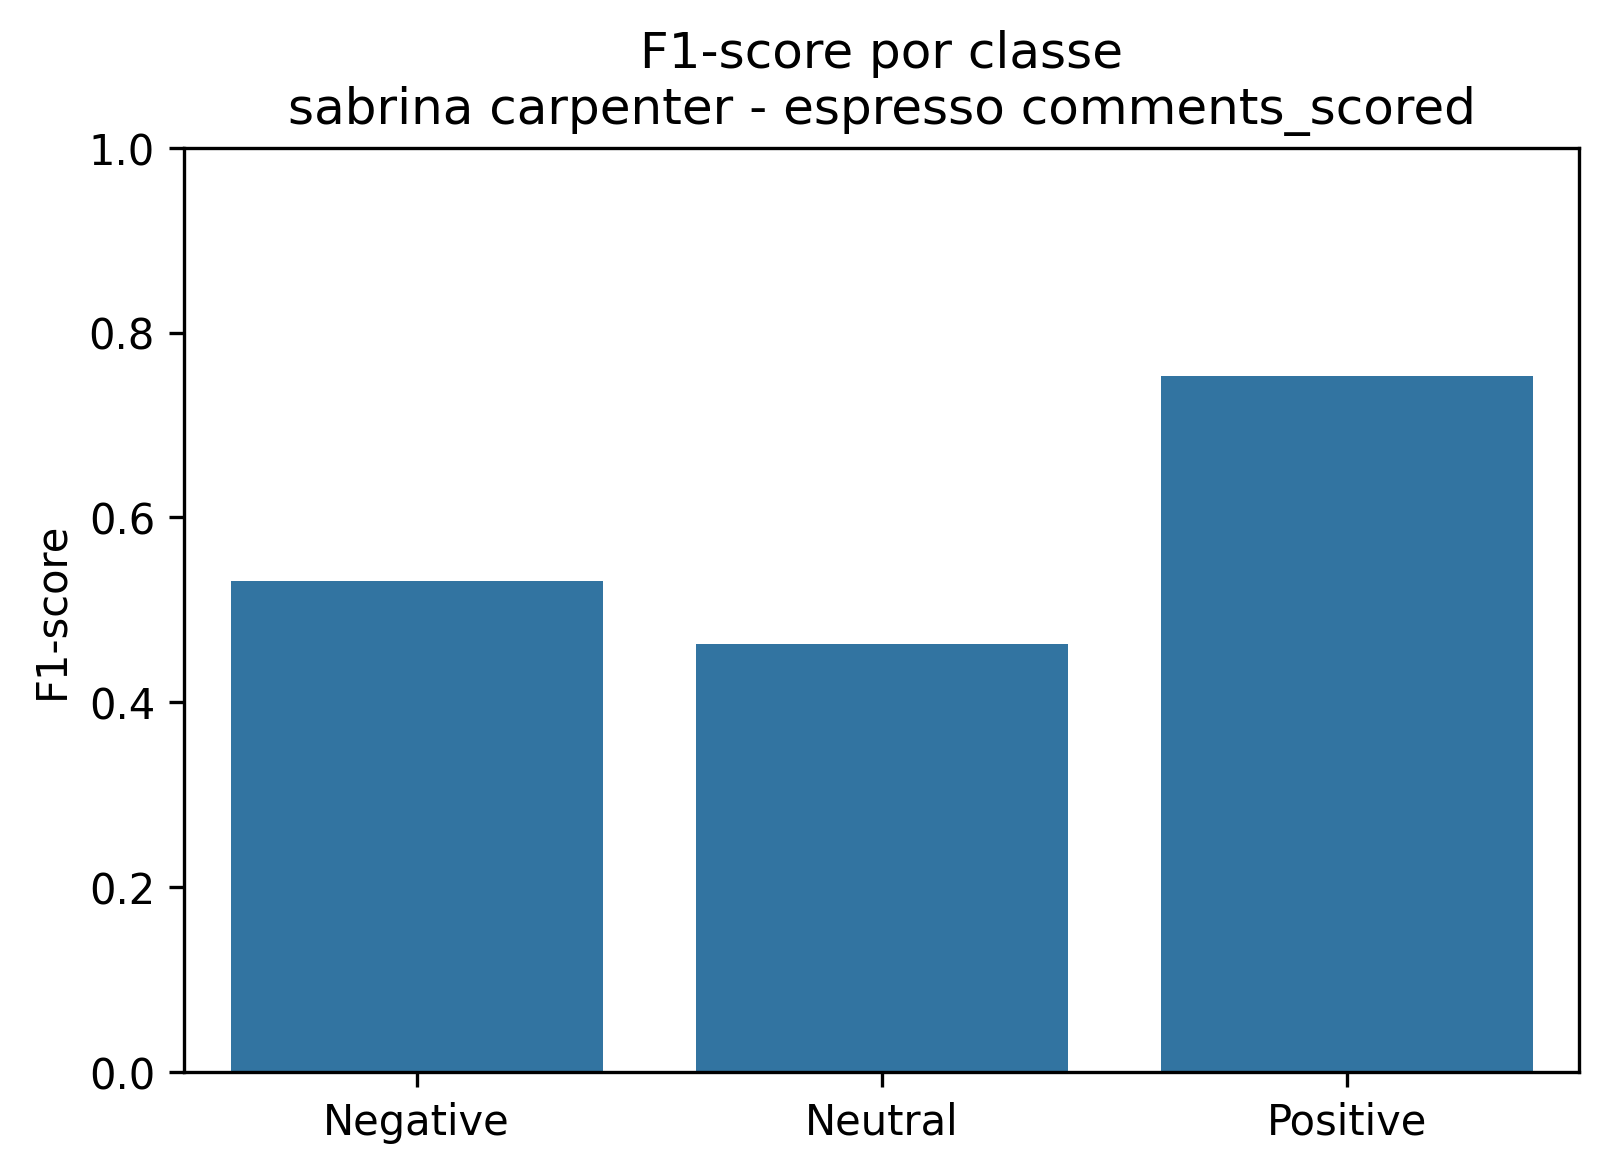 F1-score por classe
sabrina carpenter - espresso comments_scored
1.0
0.8
0.6
0.4
0.2
0.0
F1-score
Negative
Neutral
Positive